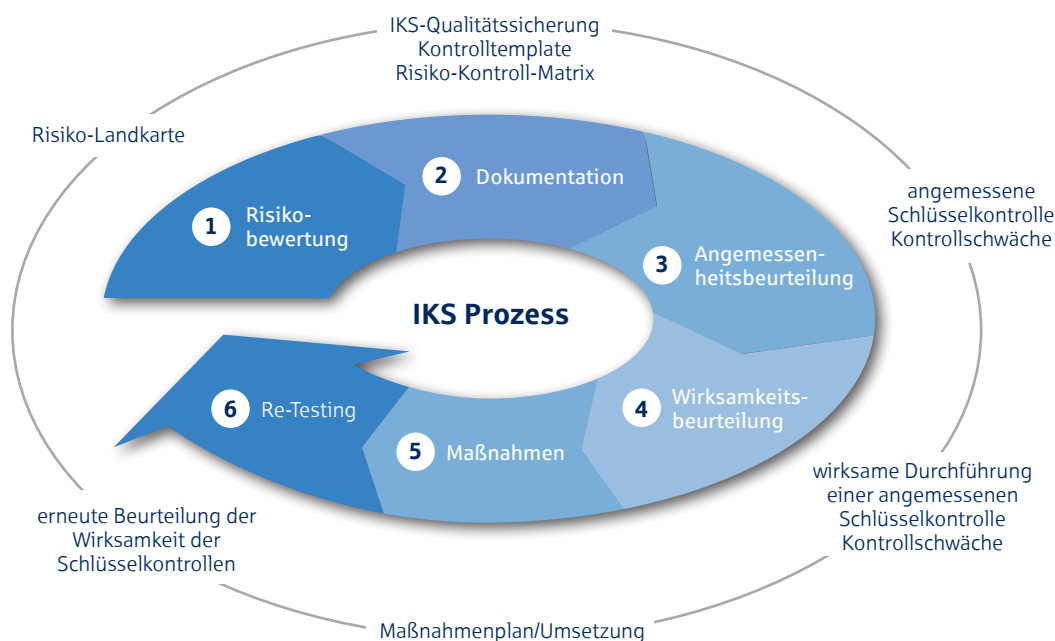 IKS-Qualitätssicherung
Kontrolltemplate
Risiko-Kontroll-Matrix
Risiko-Landkarte
1 Risiko-
bewertung
2 Dokumentation
angemessene
Schlüsselkontrolle
Kontrollschwäche
3 Angemessen-
heitsbeurteilung
IKS Prozess
4 Wirksamkeits-
beurteilung
5 Maßnahmen
6 Re-Testing
wirksame Durchführung
einer angemessenen
Schlüsselkontrolle
Kontrollschwäche
erneute Beurteilung der
Wirksamkeit der
Schlüsselkontrollen
Maßnahmenplan/Umsetzung